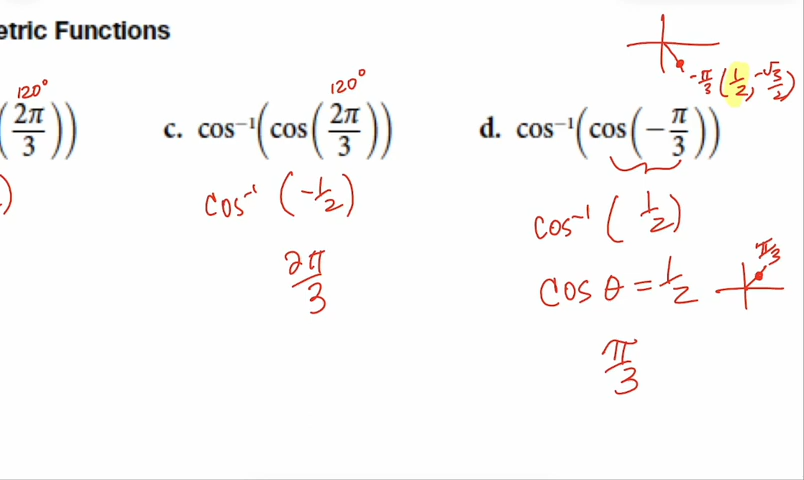 etric Functions
-π/3 (1/2, -√3/2)
120°
(2π/3))
)
120°
c. cos⁻¹(cos(2π/3))
cos⁻¹ (-1/2)
2π/3
d. cos⁻¹(cos(-π/3))
cos⁻¹ (1/2)
cos θ = 1/2
π/3
π/3